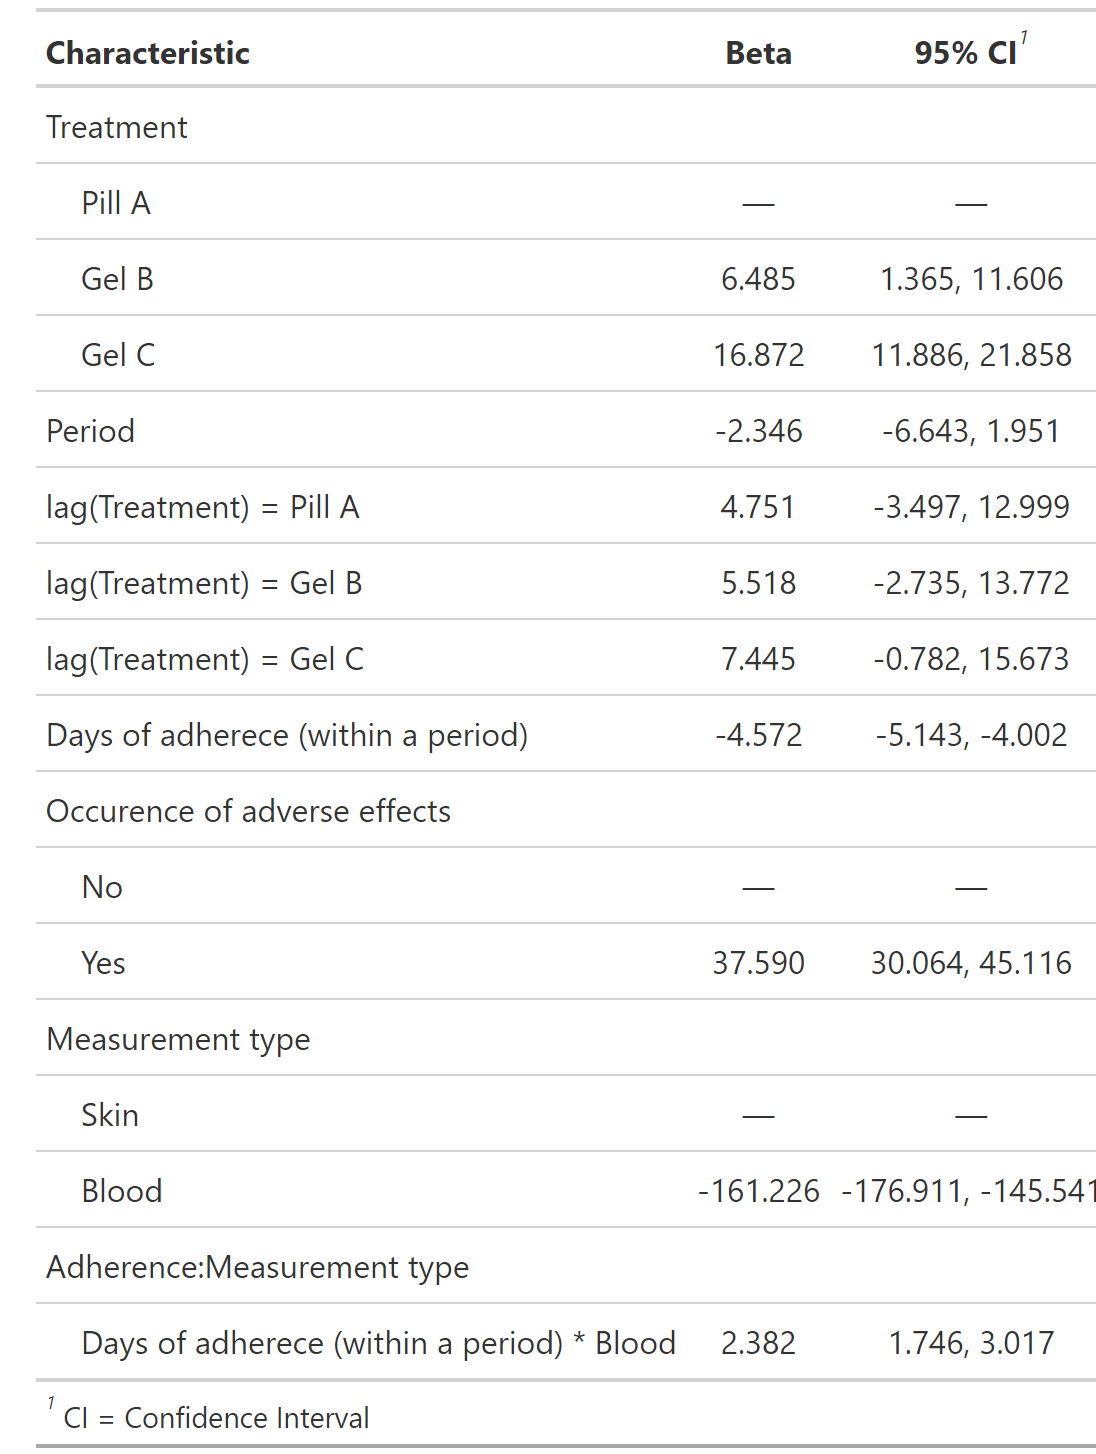 Characteristic Beta 95% CI1
Treatment
Pill A — —
Gel B 6.485 1.365, 11.606
Gel C 16.872 11.886, 21.858
Period -2.346 -6.643, 1.951
lag(Treatment) = Pill A 4.751 -3.497, 12.999
lag(Treatment) = Gel B 5.518 -2.735, 13.772
lag(Treatment) = Gel C 7.445 -0.782, 15.673
Days of adherece (within a period) -4.572 -5.143, -4.002
Occurence of adverse effects
No — —
Yes 37.590 30.064, 45.116
Measurement type
Skin — —
Blood -161.226 -176.911, -145.541
Adherence:Measurement type
Days of adherece (within a period) * Blood 2.382 1.746, 3.017
1 CI = Confidence Interval